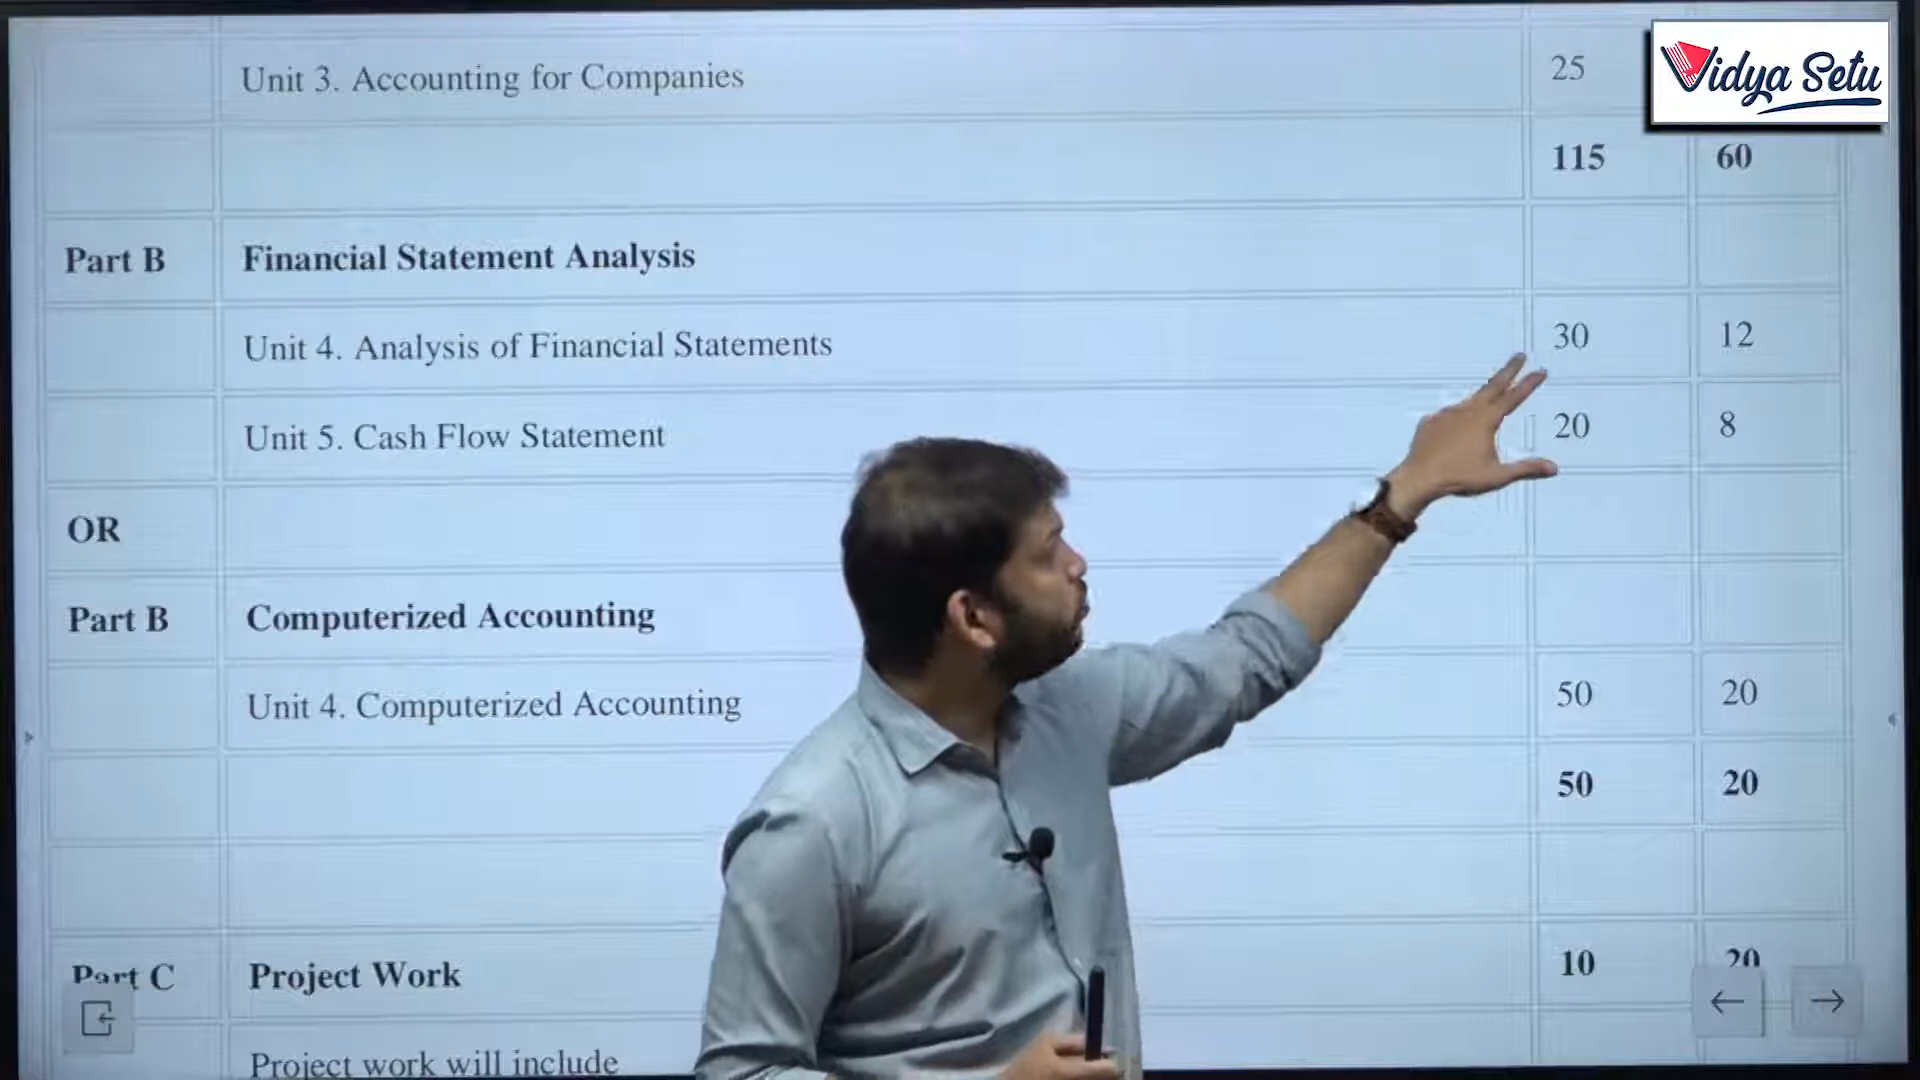 Vidya Setu
Unit 3. Accounting for Companies 25
115 60
Part B Financial Statement Analysis
Unit 4. Analysis of Financial Statements 30 12
Unit 5. Cash Flow Statement 20 8
OR
Part B Computerized Accounting
Unit 4. Computerized Accounting 50 20
50 20
Part C Project Work 10 20
Project work will include